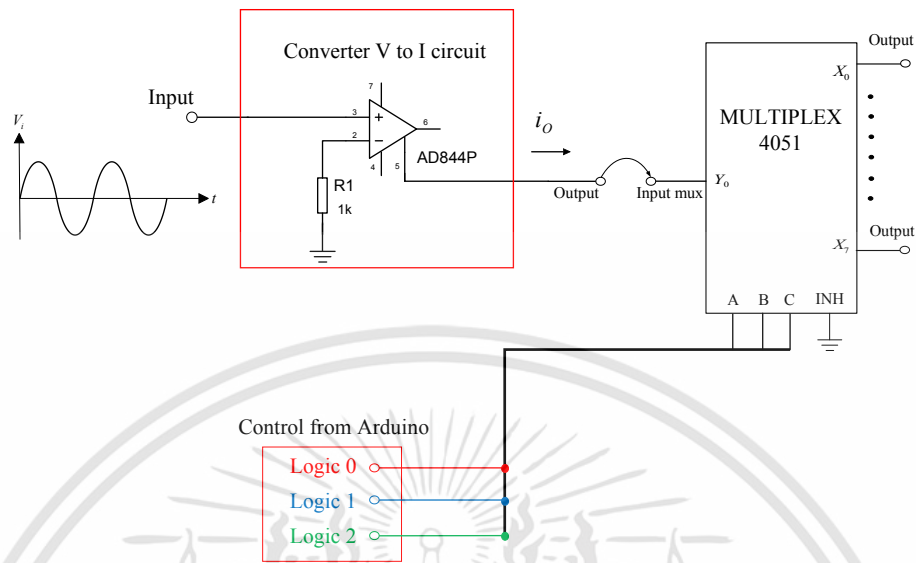 Converter V to I circuit
Input
V_i
t
7
3
+
2
−
6
4
5
AD844P
R1
1k
i_O
Output
Input mux
MULTIPLEX
4051
Y_0
X_0
X_7
Output
Output
A B C INH
Control from Arduino
Logic 0
Logic 1
Logic 2